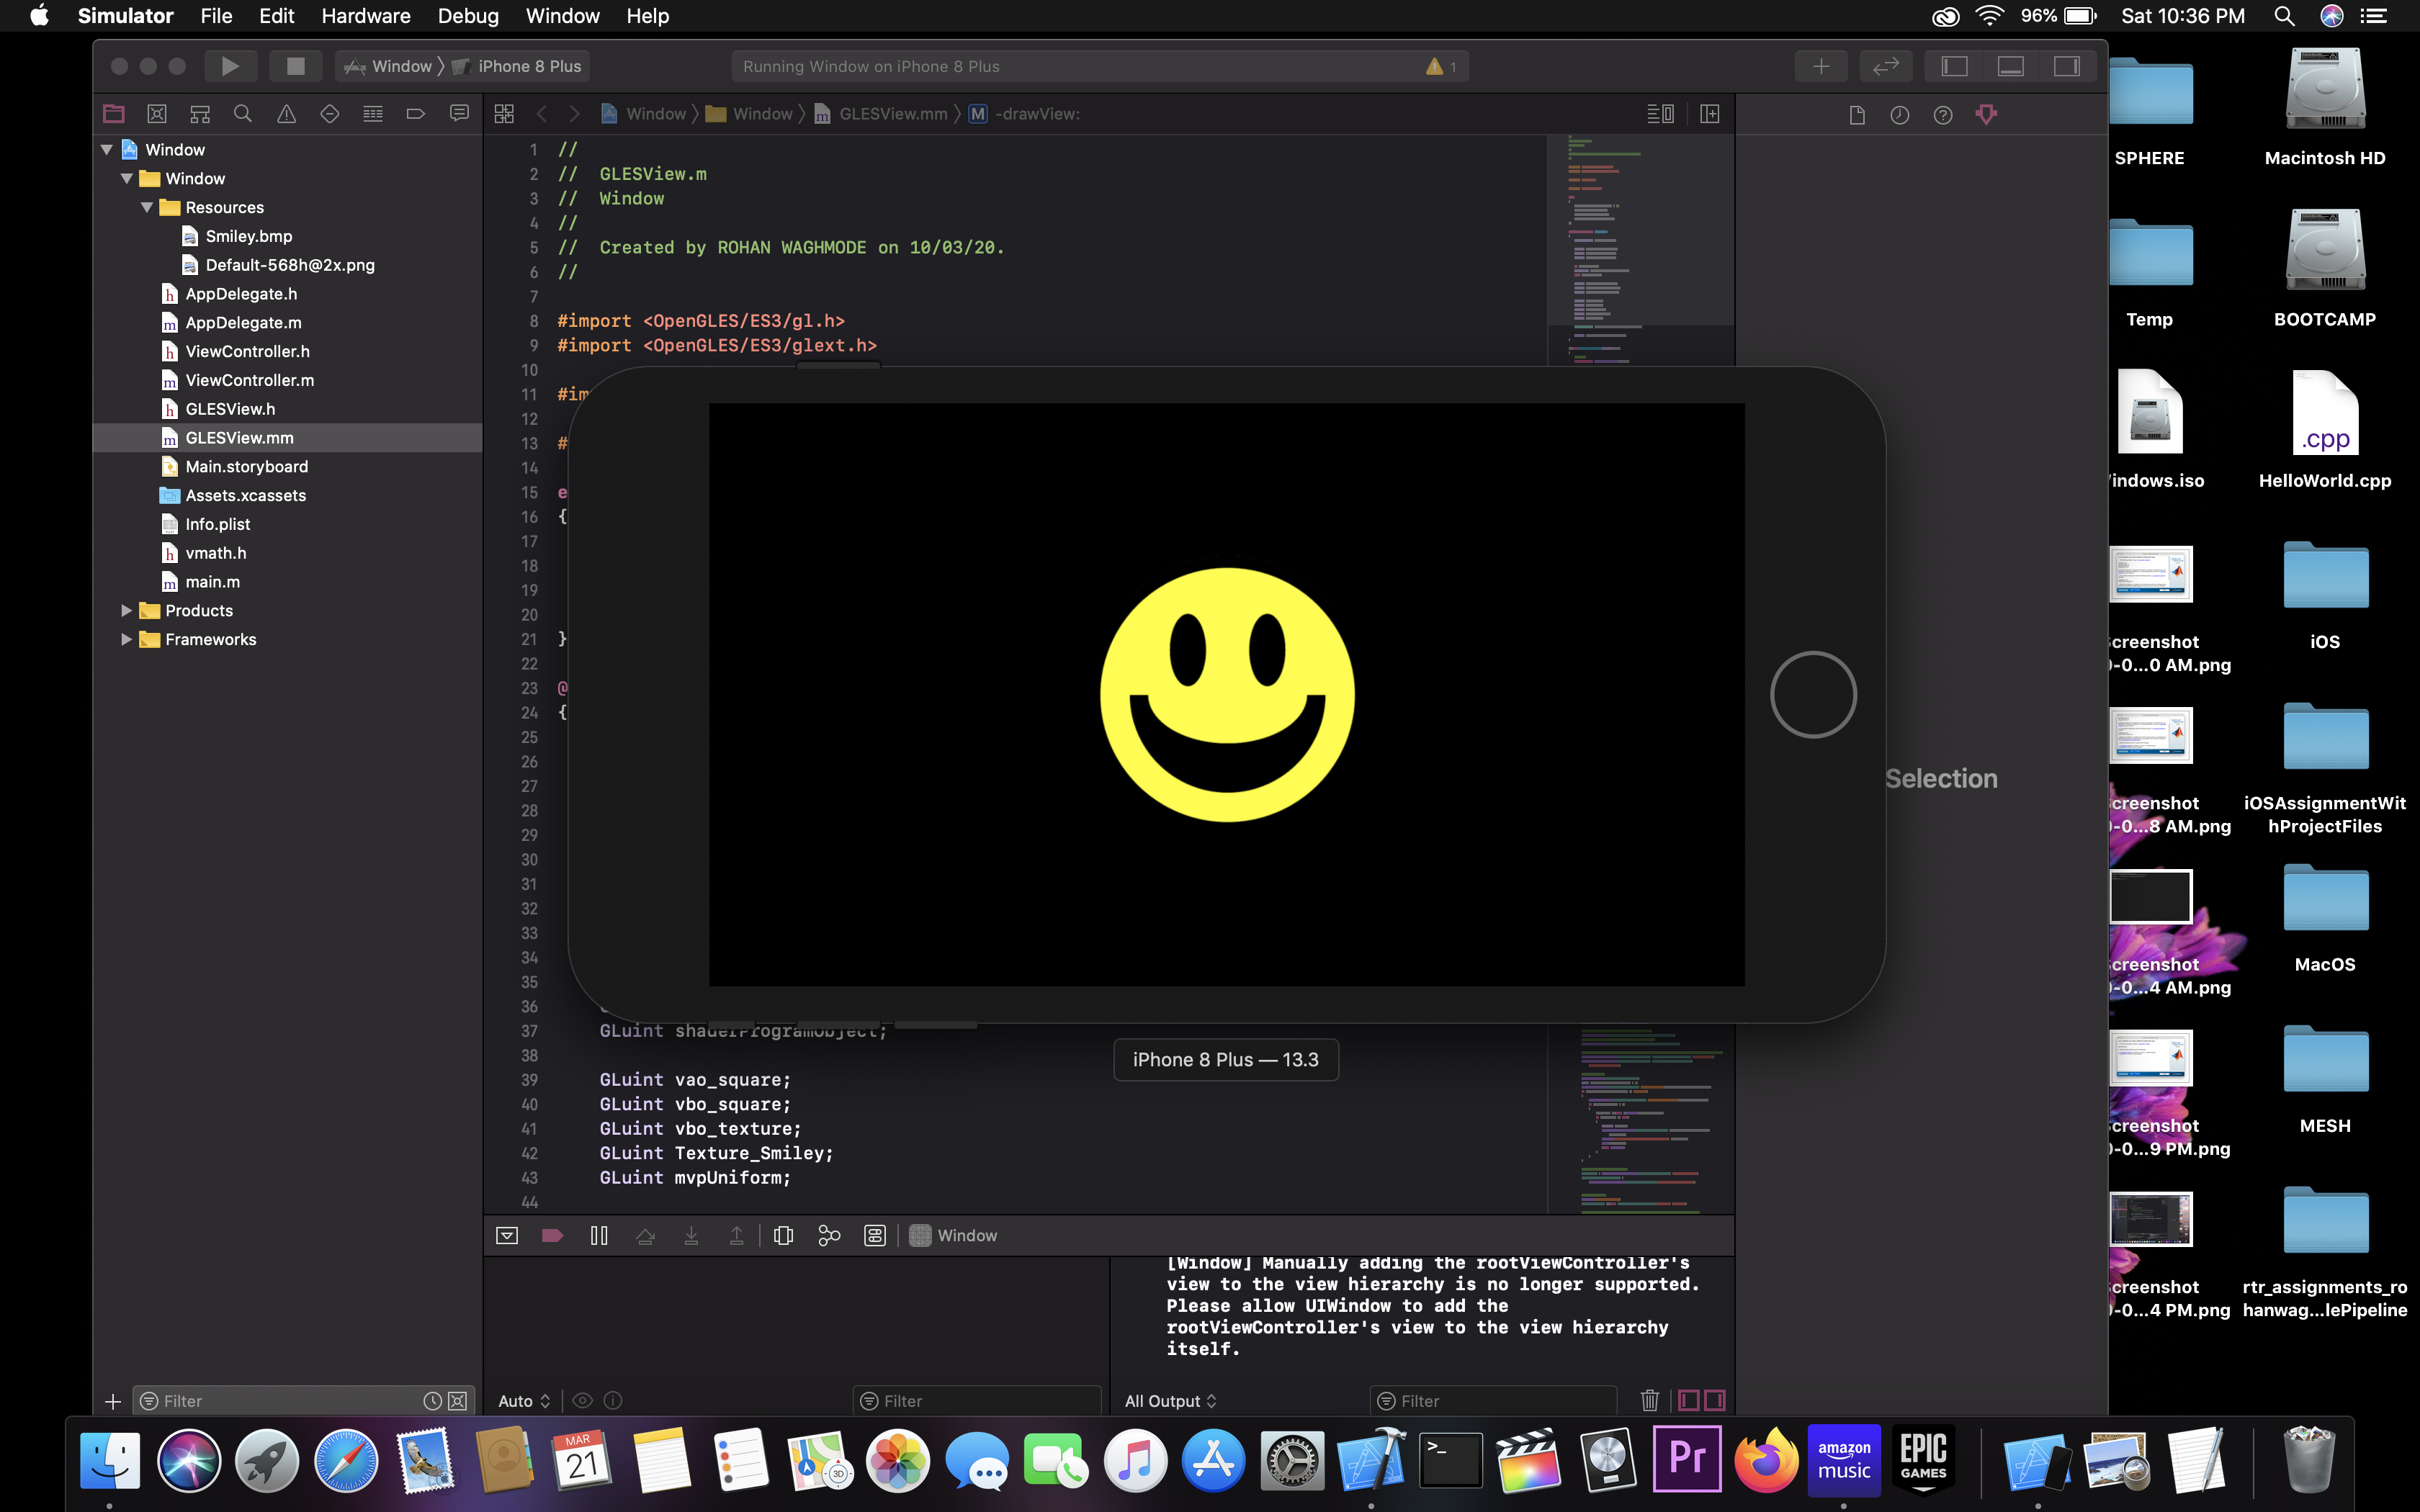 Simulator File Edit Hardware Debug Window Help
96% Sat 10:36 PM
Window iPhone 8 Plus
Running Window on iPhone 8 Plus
1
Window Window GLESView.mm M -drawView:
Window
Window
Resources
Smiley.bmp
Default-568h@2x.png
AppDelegate.h
AppDelegate.m
ViewController.h
ViewController.m
GLESView.h
GLESView.mm
Main.storyboard
Assets.xcassets
Info.plist
vmath.h
main.m
Products
Frameworks
Filter
1 //
2 // GLESView.m
3 // Window
4 //
5 // Created by ROHAN WAGHMODE on 10/03/20.
6 //
7
8 #import <OpenGLES/ES3/gl.h>
9 #import <OpenGLES/ES3/glext.h>
10
11 #im
12
13 #
14
15 e
16 {
17
18
19
20
21 }
22
23 @
24 {
25
26
27
28
29
30
31
32
33
34
35
36
37 GLuint shaderProgramObject;
38
39 GLuint vao_square;
40 GLuint vbo_square;
41 GLuint vbo_texture;
42 GLuint Texture_Smiley;
43 GLuint mvpUniform;
44
iPhone 8 Plus — 13.3
Selection
Window
[Window] Manually adding the rootViewController's
view to the view hierarchy is no longer supported.
Please allow UIWindow to add the
rootViewController's view to the view hierarchy
itself.
Auto
Filter
All Output
Filter
SPHERE
Macintosh HD
Temp
BOOTCAMP
indows.iso
.cpp
HelloWorld.cpp
creenshot
0-0...0 AM.png
iOS
creenshot
0-0...8 AM.png
iOSAssignmentWit
hProjectFiles
creenshot
0-0...4 AM.png
MacOS
creenshot
0-0...9 PM.png
MESH
creenshot
0-0...4 PM.png
rtr_assignments_ro
hanwag...lePipeline
MAR
21
3D
>_
Pr
amazon
music
EPIC
GAMES